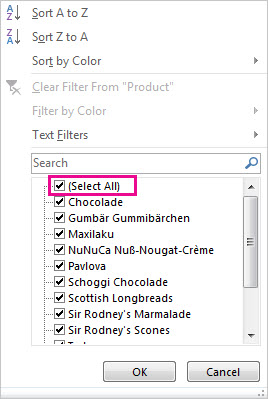 Sort A to Z
Sort Z to A
Sort by Color
Clear Filter From "Product"
Filter by Color
Text Filters
Search
(Select All)
Chocolade
Gumbär Gummibärchen
Maxilaku
NuNuCa Nuß-Nougat-Crème
Pavlova
Schoggi Chocolade
Scottish Longbreads
Sir Rodney's Marmalade
Sir Rodney's Scones
OK Cancel